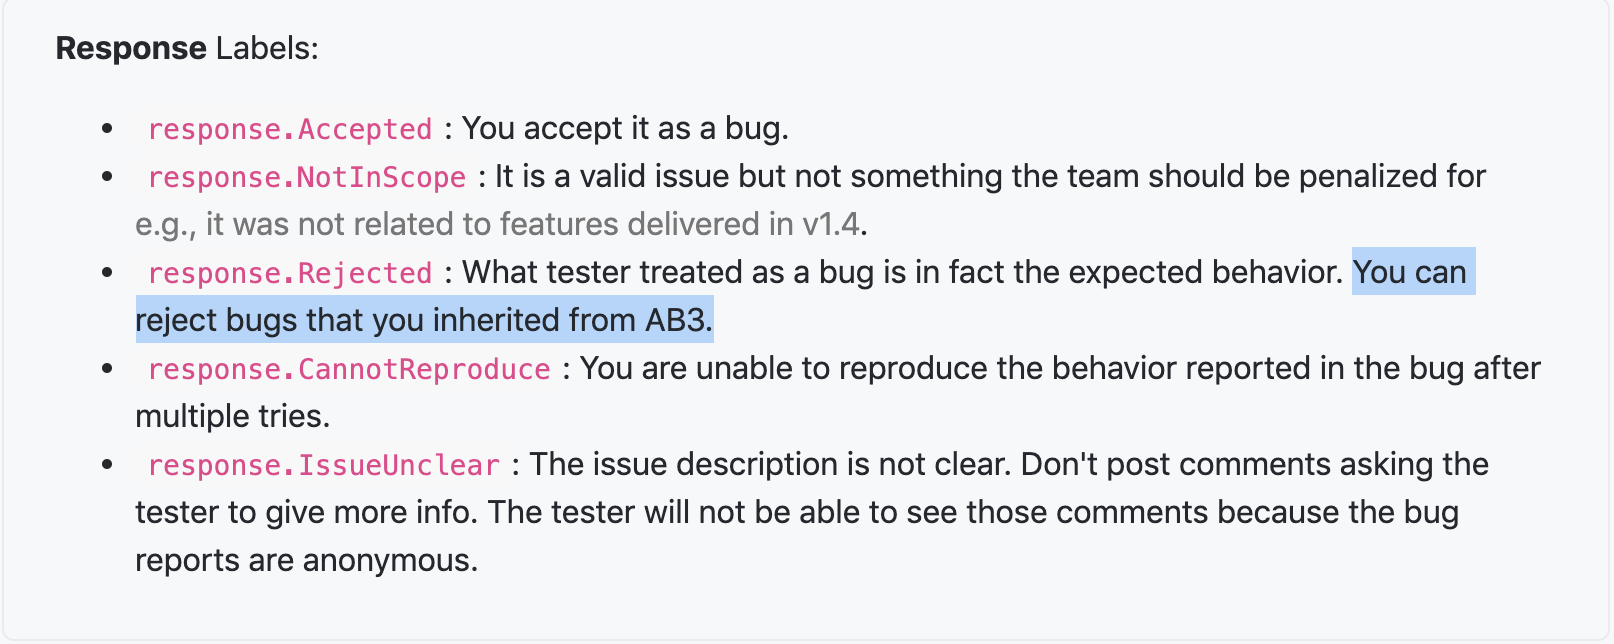 Response Labels:
response.Accepted : You accept it as a bug.
response.NotInScope : It is a valid issue but not something the team should be penalized for
e.g., it was not related to features delivered in v1.4.
response.Rejected : What tester treated as a bug is in fact the expected behavior. You can
reject bugs that you inherited from AB3.
response.CannotReproduce : You are unable to reproduce the behavior reported in the bug after
multiple tries.
response.IssueUnclear : The issue description is not clear. Don't post comments asking the
tester to give more info. The tester will not be able to see those comments because the bug
reports are anonymous.